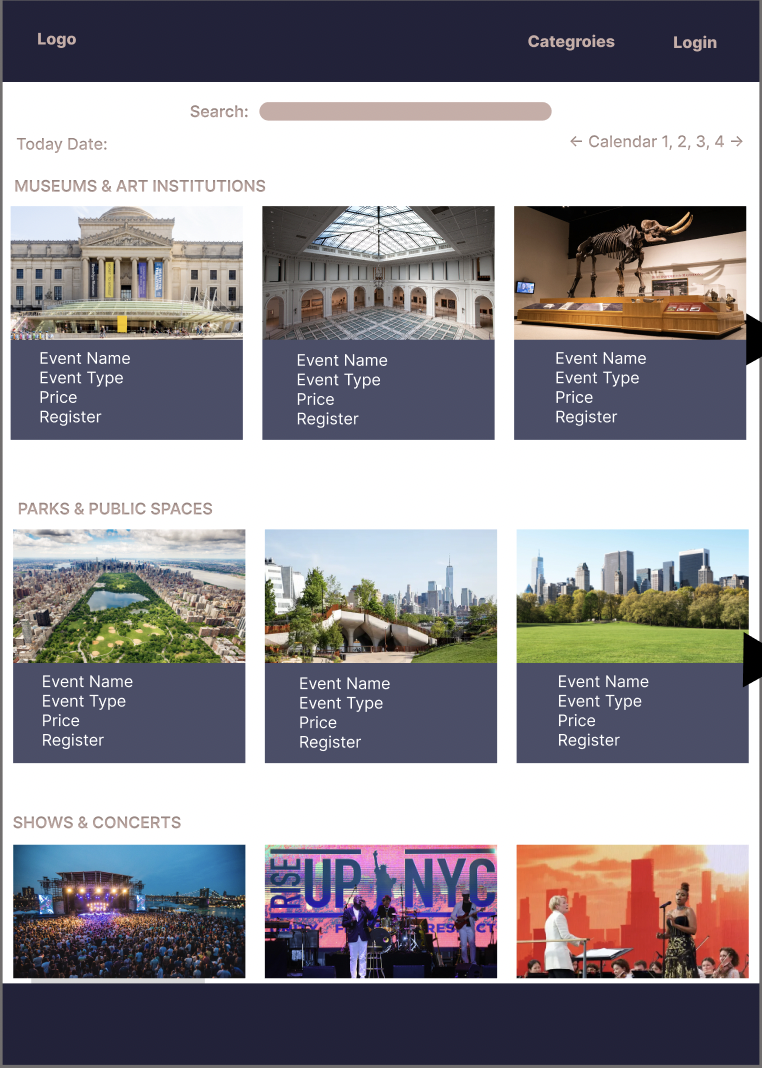 Logo
Categroies
Login
Search:
Today Date:
← Calendar 1, 2, 3, 4 →
MUSEUMS & ART INSTITUTIONS
Event Name
Event Type
Price
Register
Event Name
Event Type
Price
Register
Event Name
Event Type
Price
Register
PARKS & PUBLIC SPACES
Event Name
Event Type
Price
Register
Event Name
Event Type
Price
Register
Event Name
Event Type
Price
Register
SHOWS & CONCERTS
RISE UP NYC